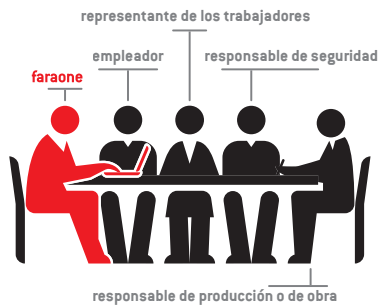 representante de los trabajadores
empleador
responsable de seguridad
faraone
responsable de producción o de obra